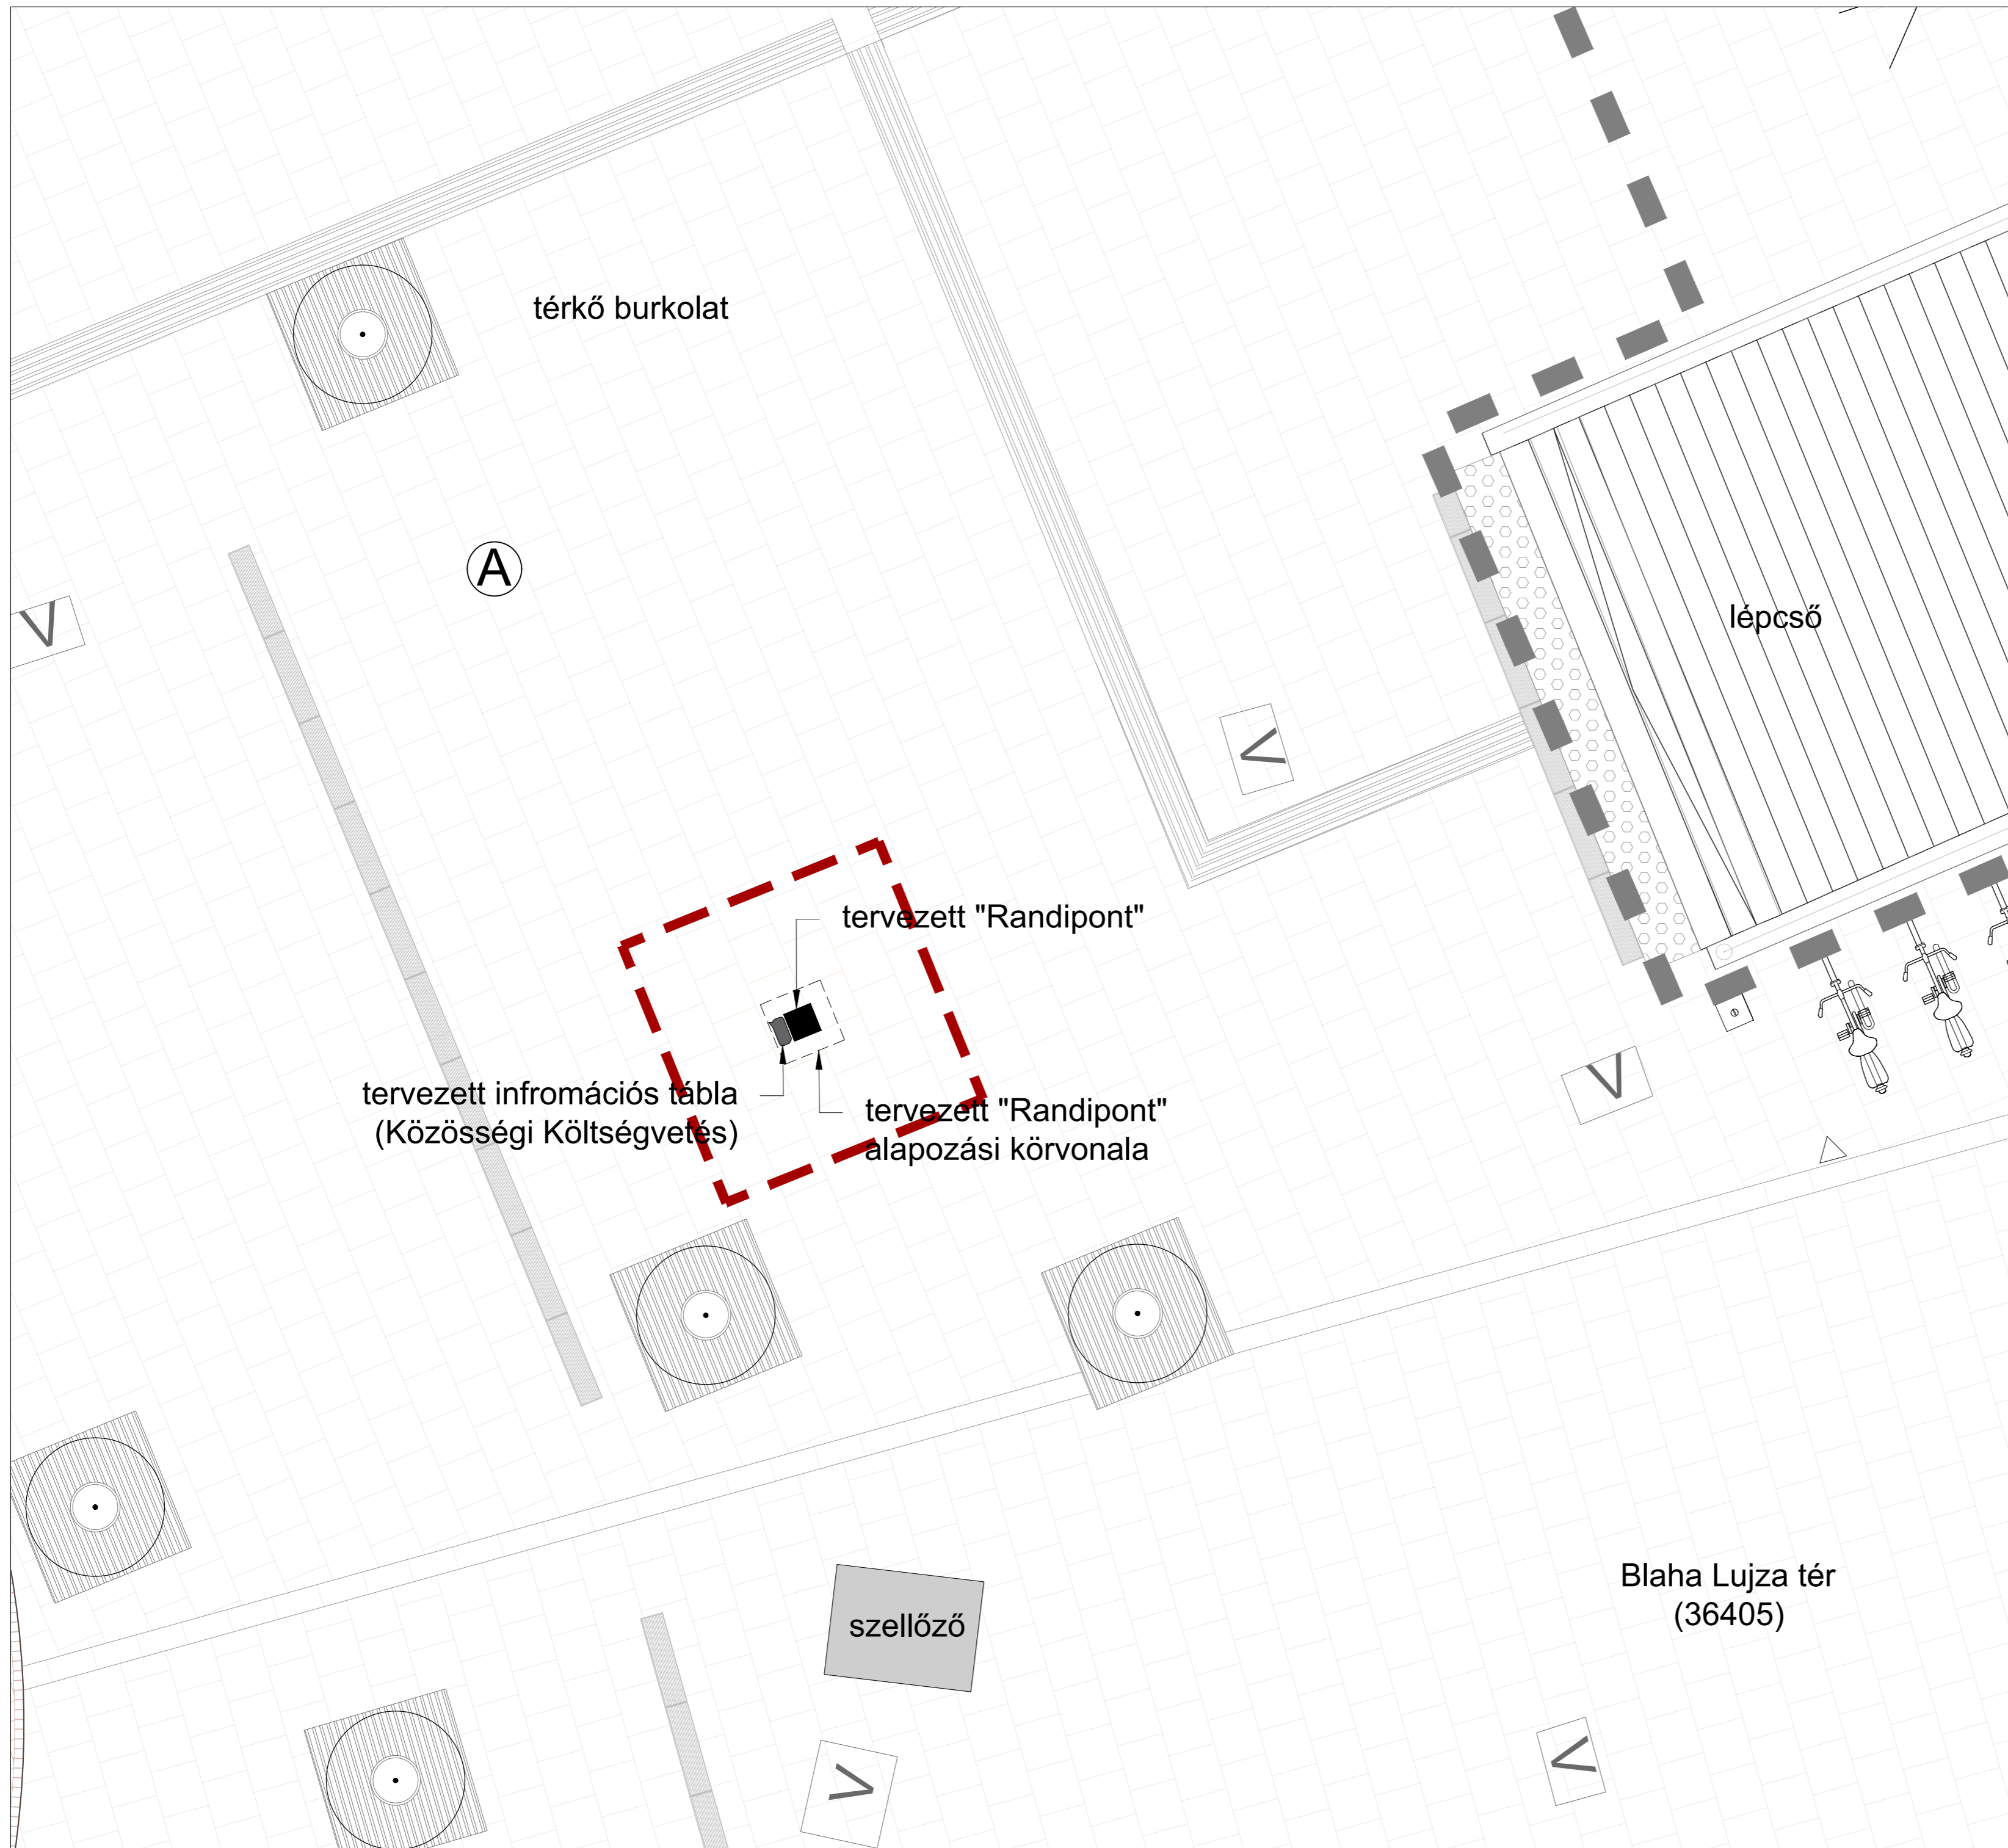 térkő burkolat
A
V
lépcső
V
tervezett "Randipont"
tervezett infromációs tábla
(Közösségi Költségvetés)
tervezett "Randipont"
alapozási körvonala
V
Blaha Lujza tér
(36405)
szellőző
V
V